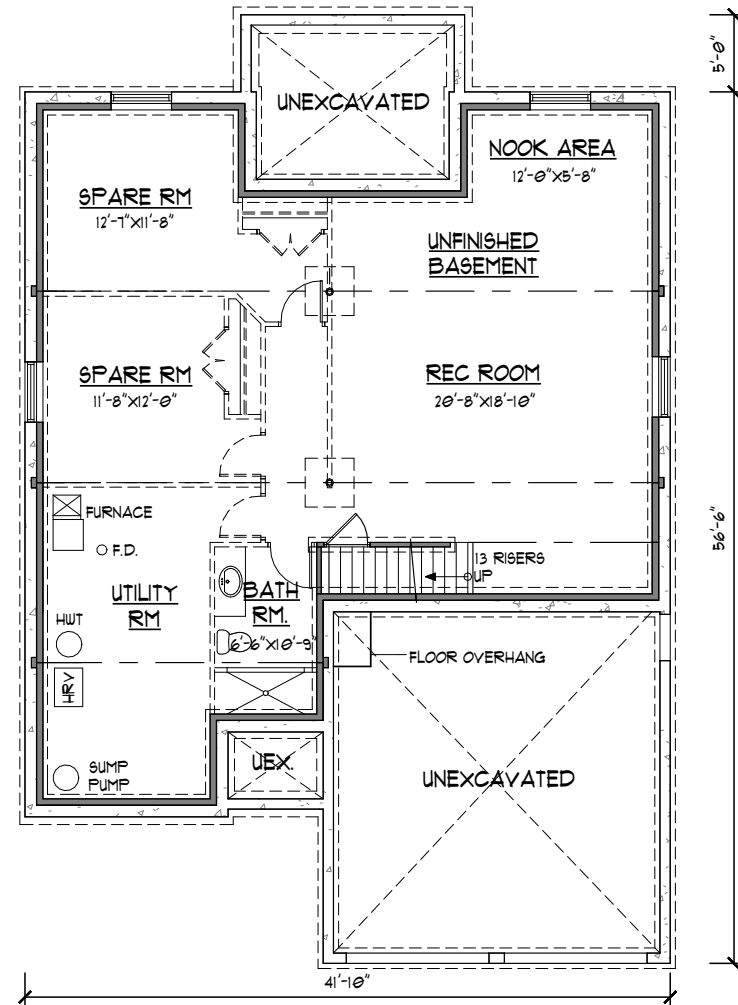 5'-0"
UNEXCAVATED
NOOK AREA
12'-0"X5'-8"
SPARE RM
12'-7"X11'-8"
UNFINISHED
BASEMENT
SPARE RM
11'-8"X12'-0"
REC ROOM
20'-8"X18'-10"
56'-6"
FURNACE
F.D.
13 RISERS
UP
UTILITY
RM
BATH
RM.
6'-6"X10'-9"
HWT
HRV
FLOOR OVERHANG
SUMP
PUMP
UEX.
UNEXCAVATED
41'-10"